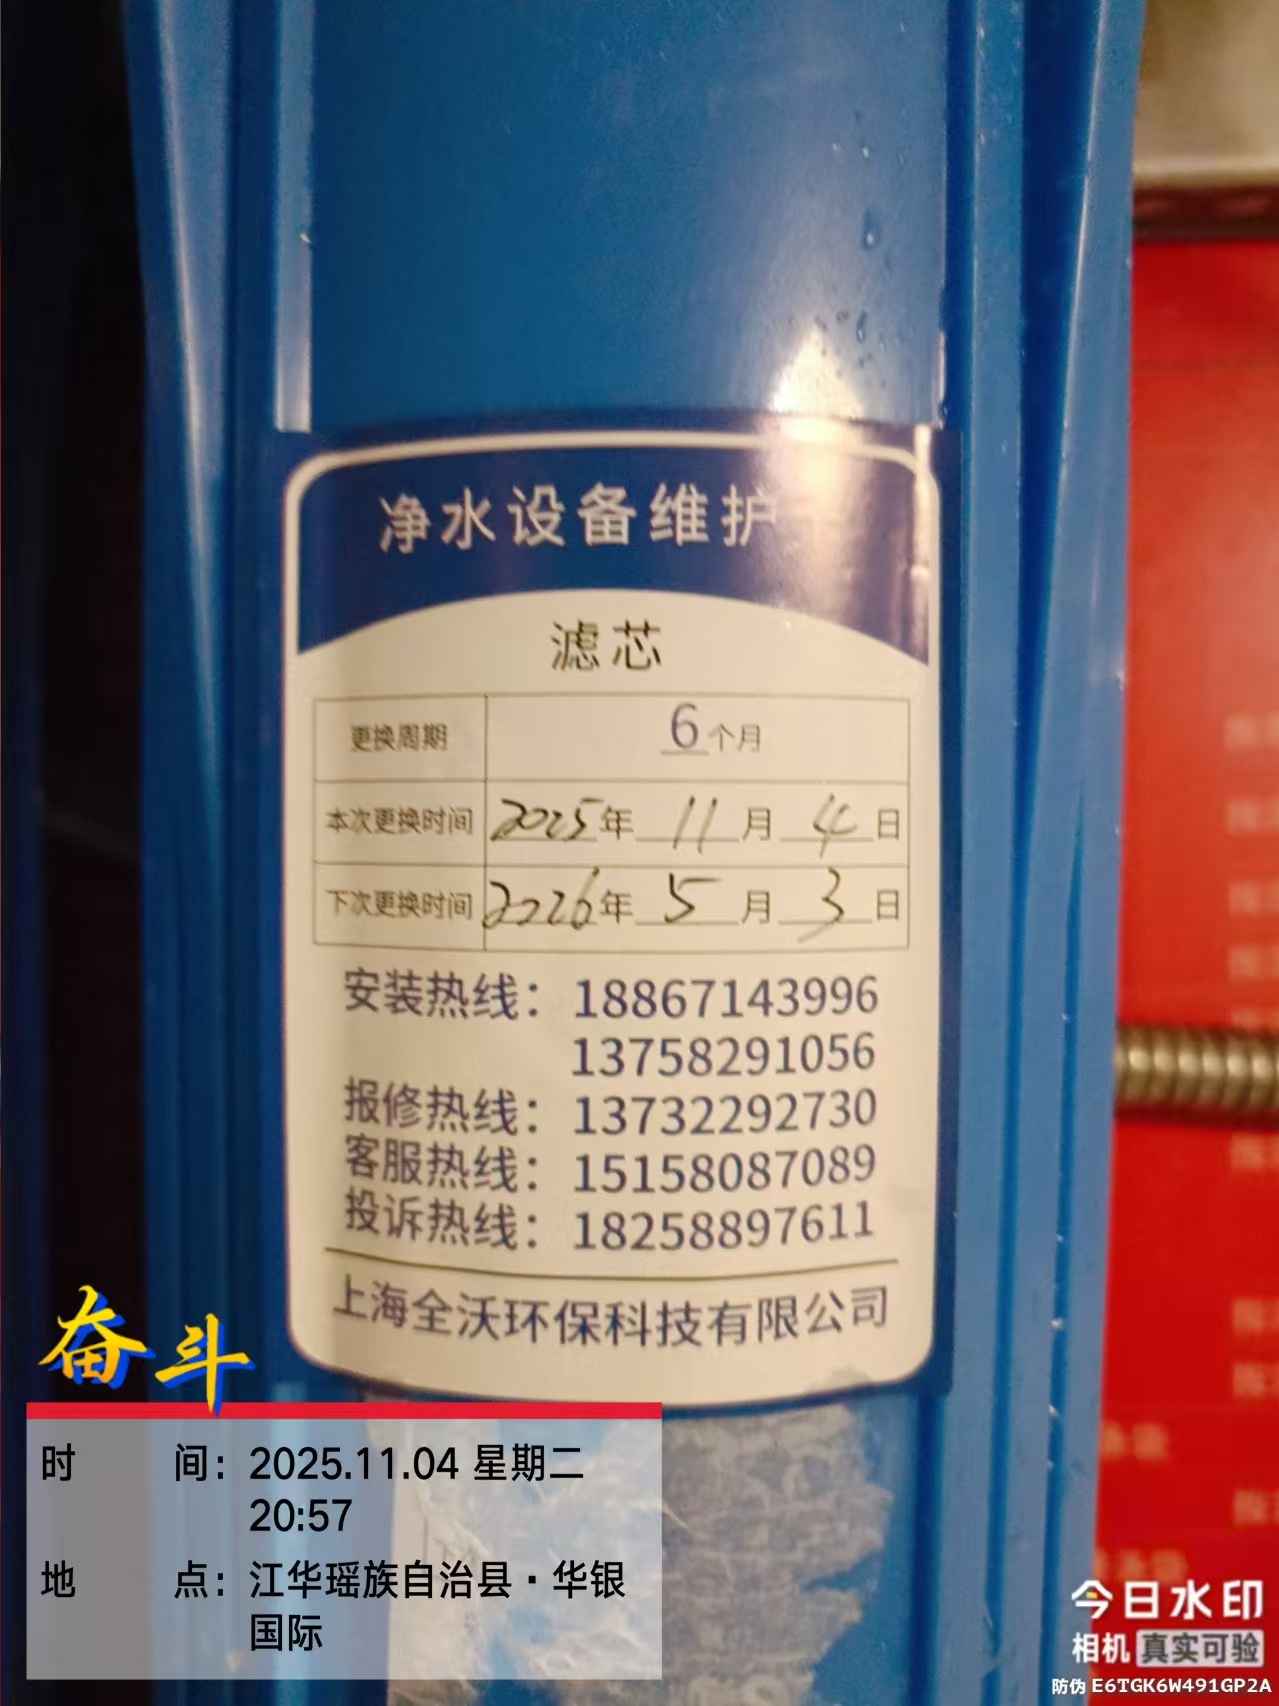 净水设备维护
滤芯
更换周期 6个月
本次更换时间 2025年 11月 4日
下次更换时间 2026年 5月 3日
安装热线：18867143996
13758291056
报修热线：13732292730
客服热线：15158087089
投诉热线：18258897611
上海全沃环保科技有限公司
奋斗
时 间：2025.11.04 星期二
20:57
地 点：江华瑶族自治县·华银
国际
今日水印
相机 真实可验
防伪 E6TGK6W491GP2A